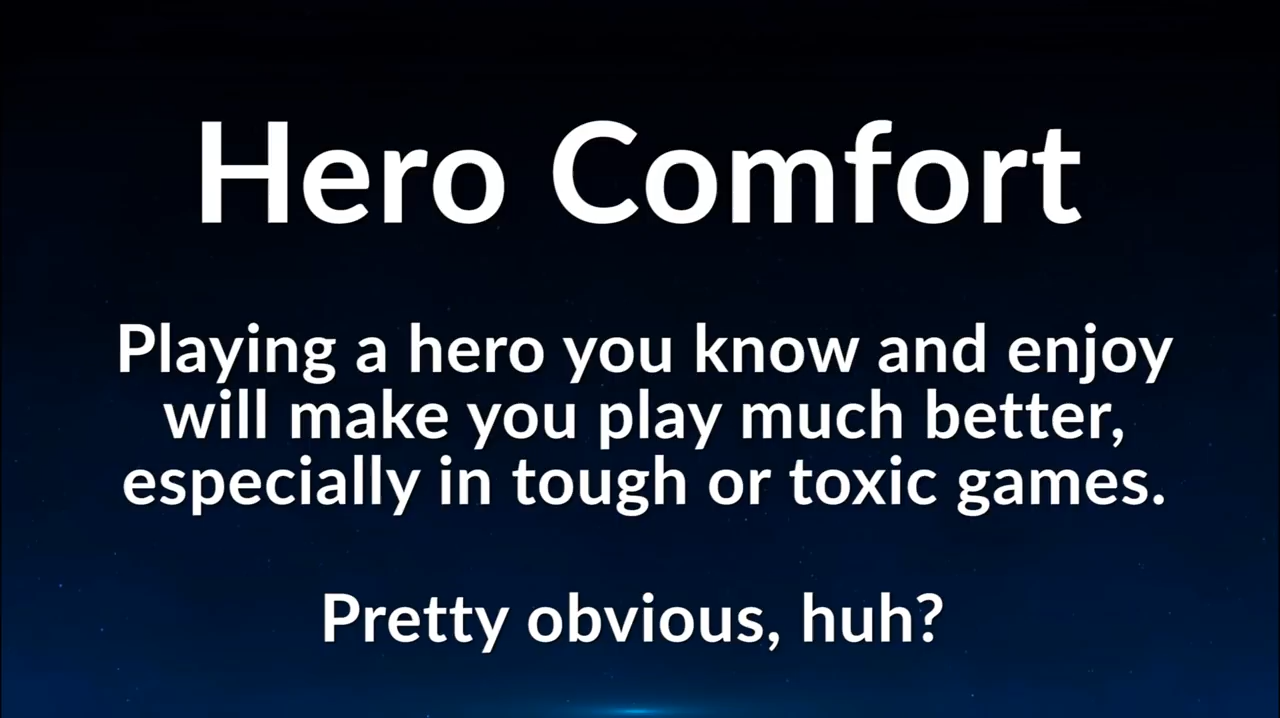 Hero Comfort
Playing a hero you know and enjoy
will make you play much better,
especially in tough or toxic games.
Pretty obvious, huh?